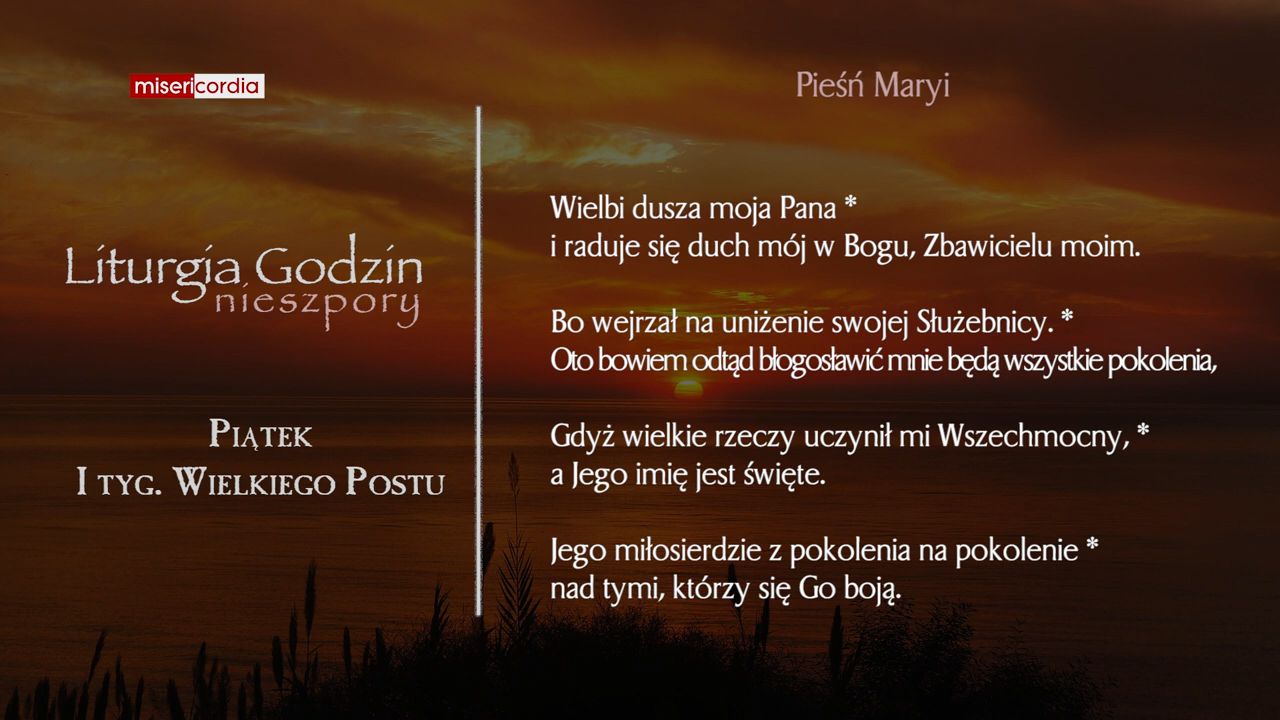 misericordia
Liturgia Godzin
nieszpory
Piątek
I tyg. Wielkiego Postu
Pieśń Maryi
Wielbi dusza moja Pana *
i raduje się duch mój w Bogu, Zbawicielu moim.
Bo wejrzał na uniżenie swojej Służebnicy. *
Oto bowiem odtąd błogosławić mnie będą wszystkie pokolenia,
Gdyż wielkie rzeczy uczynił mi Wszechmocny, *
a Jego imię jest święte.
Jego miłosierdzie z pokolenia na pokolenie *
nad tymi, którzy się Go boją.